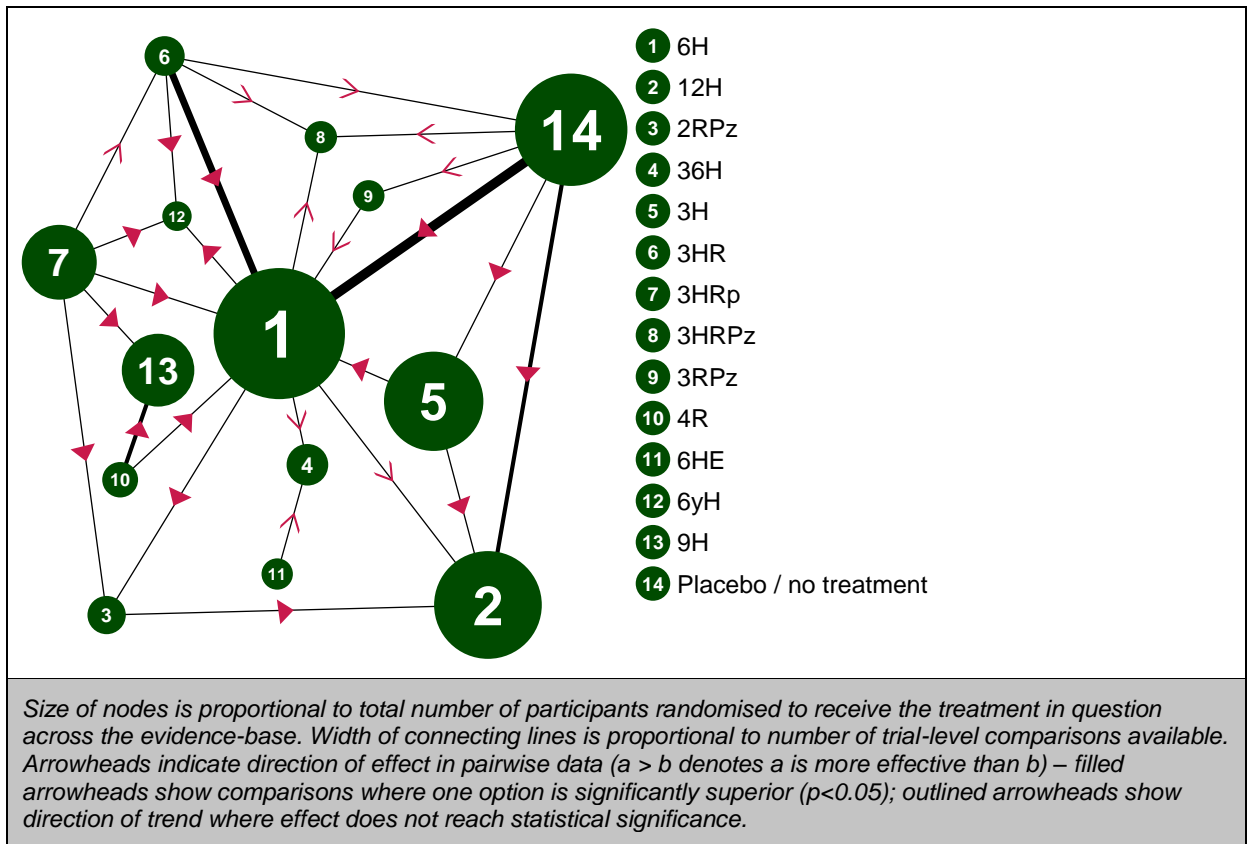 6
14
8
9
12
7
1
13
5
10
4
11
2
3
1 6H
2 12H
3 2RPz
4 36H
5 3H
6 3HR
7 3HRp
8 3HRPz
9 3RPz
10 4R
11 6HE
12 6yH
13 9H
14 Placebo / no treatment
Size of nodes is proportional to total number of participants randomised to receive the treatment in question
across the evidence-base. Width of connecting lines is proportional to number of trial-level comparisons available.
Arrowheads indicate direction of effect in pairwise data (a > b denotes a is more effective than b) – filled
arrowheads show comparisons where one option is significantly superior (p<0.05); outlined arrowheads show
direction of trend where effect does not reach statistical significance.